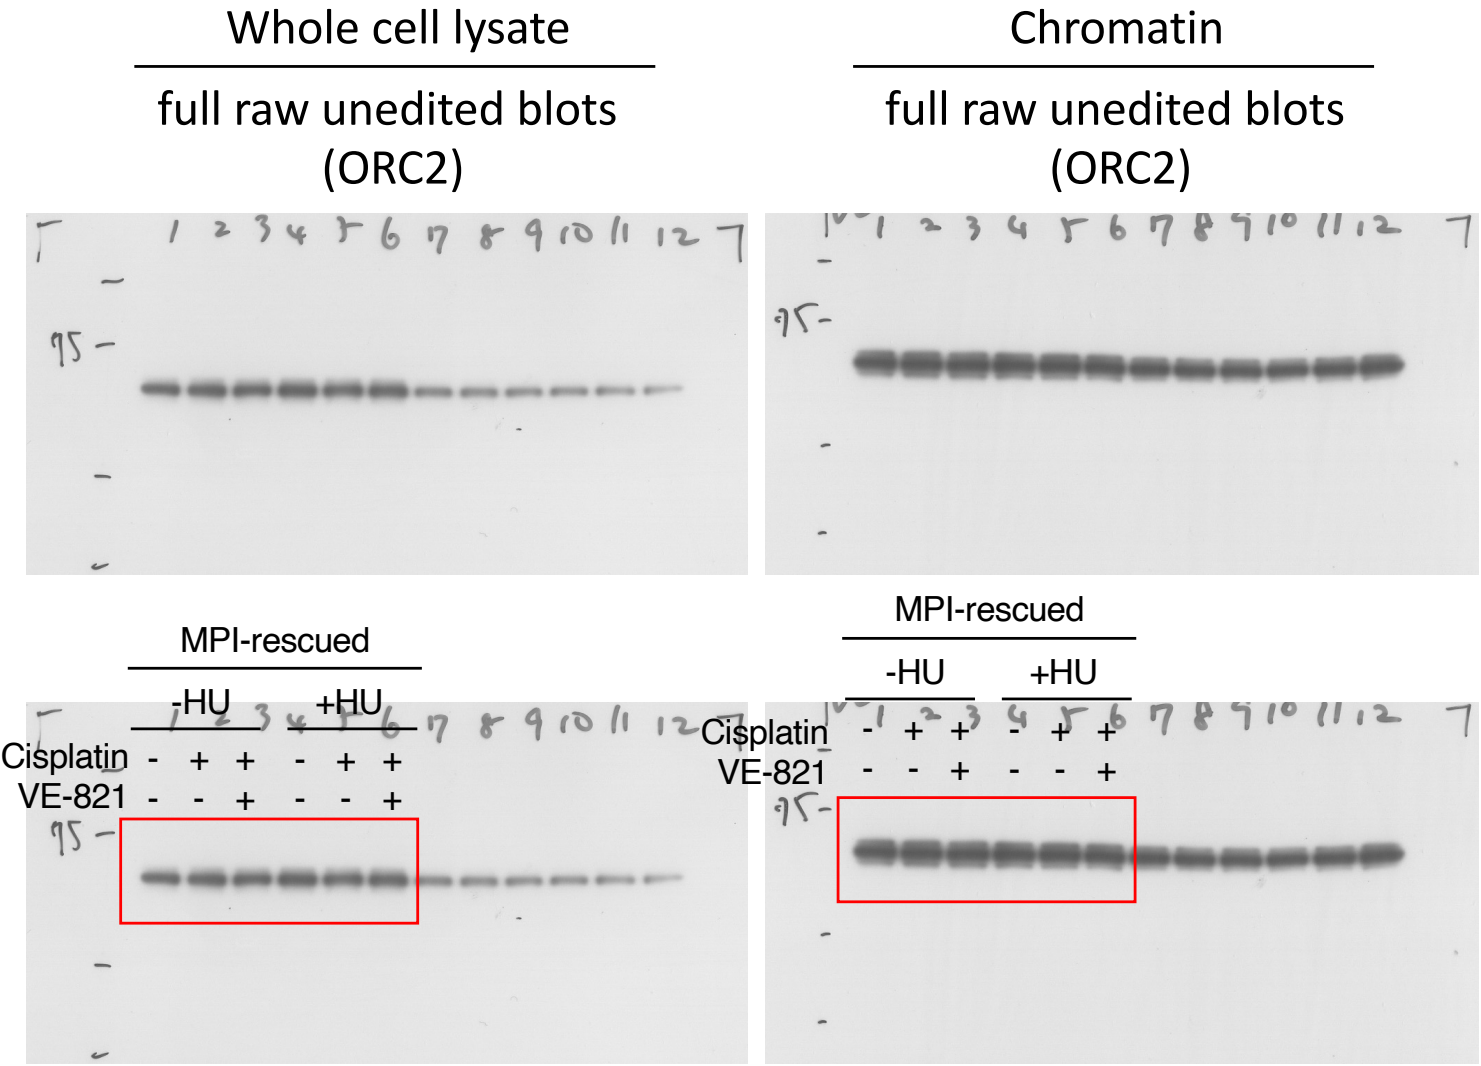 Whole cell lysate
full raw unedited blots
(ORC2)
1 2 3 4 5 6 7 8 9 10 11 12
95
Chromatin
full raw unedited blots
(ORC2)
1 2 3 4 5 6 7 8 9 10 11 12
95
MPI-rescued
-HU +HU
1 2 3 4 5 6 7 8 9 10 11 12
Cisplatin - + + - + +
VE-821 - - + - - +
95
MPI-rescued
-HU +HU
1 2 3 4 5 6 7 8 9 10 11 12
Cisplatin - + + - + +
VE-821 - - + - - +
95